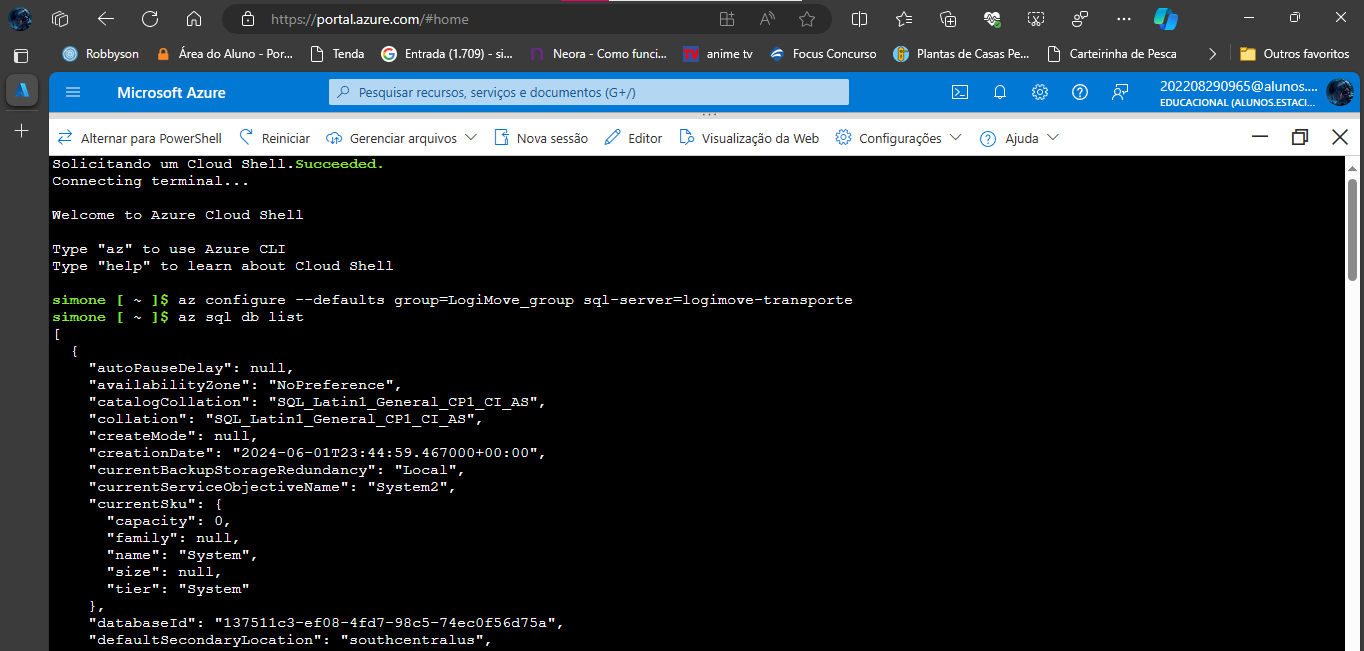 https://portal.azure.com/#home
Robbyson
Área do Aluno - Por...
Tenda
Entrada (1.709) - si...
Neora - Como funci...
anime tv
Focus Concurso
Plantas de Casas Pe...
Carteirinha de Pesca
Outros favoritos
Microsoft Azure
Pesquisar recursos, serviços e documentos (G+/)
202208290965@alunos....
EDUCACIONAL (ALUNOS.ESTACI...
Alternar para PowerShell
Reiniciar
Gerenciar arquivos
Nova sessão
Editor
Visualização da Web
Configurações
Ajuda
Solicitando um Cloud Shell.Succeeded.
Connecting terminal...
Welcome to Azure Cloud Shell
Type "az" to use Azure CLI
Type "help" to learn about Cloud Shell
simone [ ~ ]$ az configure --defaults group=LogiMove_group sql-server=logimove-transporte
simone [ ~ ]$ az sql db list
[
  {
    "autoPauseDelay": null,
    "availabilityZone": "NoPreference",
    "catalogCollation": "SQL_Latin1_General_CP1_CI_AS",
    "collation": "SQL_Latin1_General_CP1_CI_AS",
    "createMode": null,
    "creationDate": "2024-06-01T23:44:59.467000+00:00",
    "currentBackupStorageRedundancy": "Local",
    "currentServiceObjectiveName": "System2",
    "currentSku": {
      "capacity": 0,
      "family": null,
      "name": "System",
      "size": null,
      "tier": "System"
    },
    "databaseId": "137511c3-ef08-4fd7-98c5-74ec0f56d75a",
    "defaultSecondaryLocation": "southcentralus",